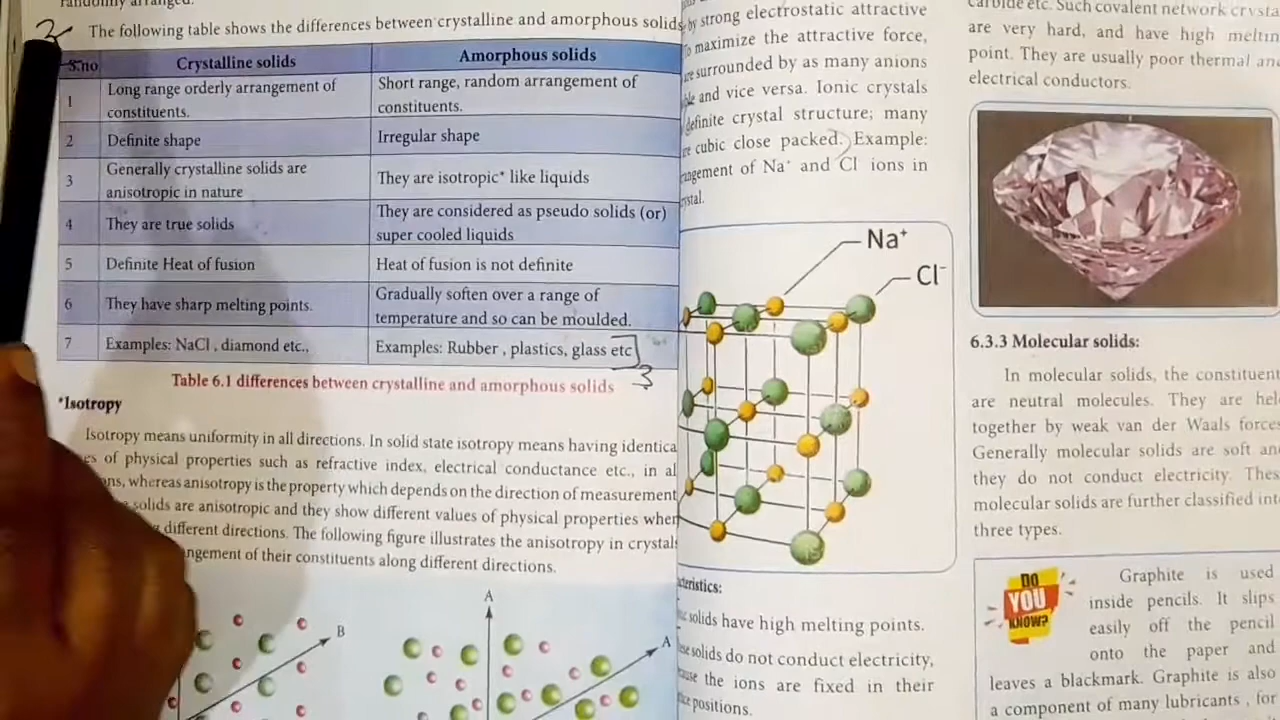 randomly arranged.
3
The following table shows the differences between crystalline and amorphous solids
S.no Crystalline solids Amorphous solids
1 Long range orderly arrangement of constituents. Short range, random arrangement of constituents.
2 Definite shape Irregular shape
3 Generally crystalline solids are anisotropic in nature They are isotropic* like liquids
4 They are true solids They are considered as pseudo solids (or) super cooled liquids
5 Definite Heat of fusion Heat of fusion is not definite
6 They have sharp melting points. Gradually soften over a range of temperature and so can be moulded.
7 Examples: NaCl , diamond etc., Examples: Rubber , plastics, glass etc
3
Table 6.1 differences between crystalline and amorphous solids
*Isotropy
Isotropy means uniformity in all directions. In solid state isotropy means having identica
es of physical properties such as refractive index, electrical conductance etc., in al
ons, whereas anisotropy is the property which depends on the direction of measurement
solids are anisotropic and they show different values of physical properties when
different directions. The following figure illustrates the anisotropy in crystals
ngement of their constituents along different directions.
B
A
A
by strong electrostatic attractive
o maximize the attractive force,
re surrounded by as many anions
and vice versa. Ionic crystals
definite crystal structure; many
re cubic close packed. Example:
angement of Na+ and Cl- ions in
ystal.
Na+
Cl-
cteristics:
solids have high melting points.
solids do not conduct electricity,
the ions are fixed in their
positions.
carbide etc. Such covalent network crysta
are very hard, and have high meltin
point. They are usually poor thermal and
electrical conductors.
6.3.3 Molecular solids:
In molecular solids, the constituent
are neutral molecules. They are hel
together by weak van der Waals forces
Generally molecular solids are soft an
they do not conduct electricity. Thes
molecular solids are further classified int
three types.
DO
YOU
KNOW?
Graphite is used
inside pencils. It slips
easily off the pencil
onto the paper and
leaves a blackmark. Graphite is also
a component of many lubricants , for